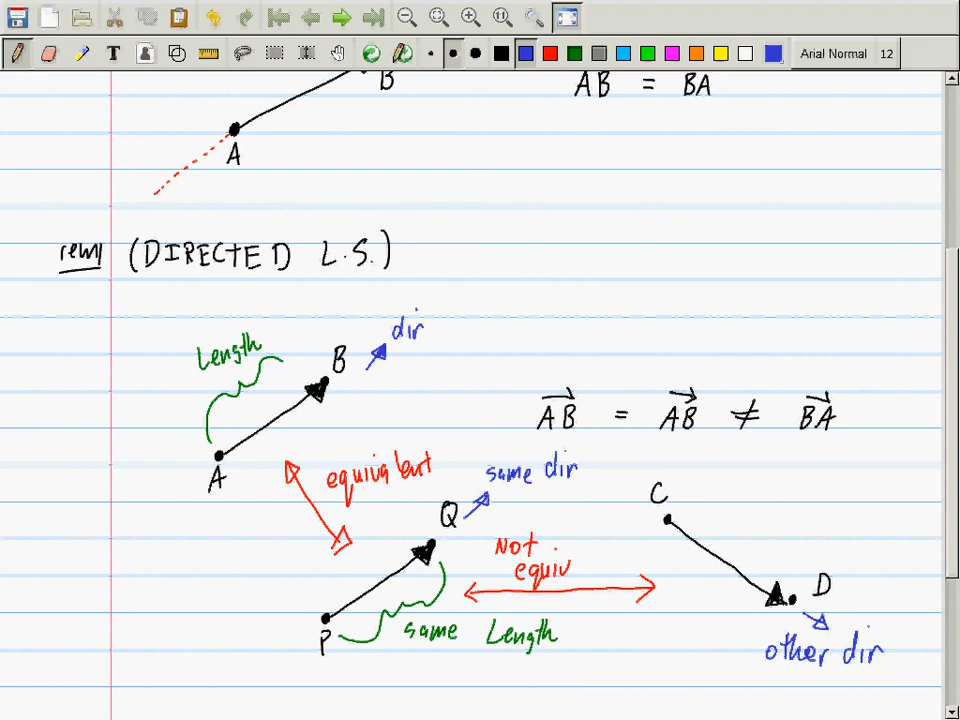 T
Arial Normal 12
B
AB = BA
A
(DIRECTED L.S.)
dir
Length
B
AB = AB ≠ BA
A
equivalent
same dir
C
Q
Not
equiv
D
P
same Length
other dir